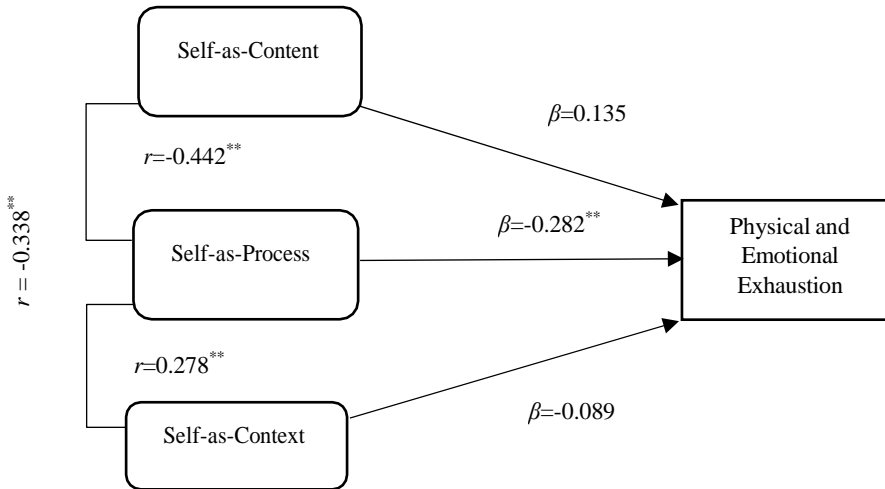 Self-as-Content
β=0.135
r=-0.442**
r = -0.338**
β=-0.282**
Self-as-Process
Physical and
Emotional
Exhaustion
r=0.278**
β=-0.089
Self-as-Context